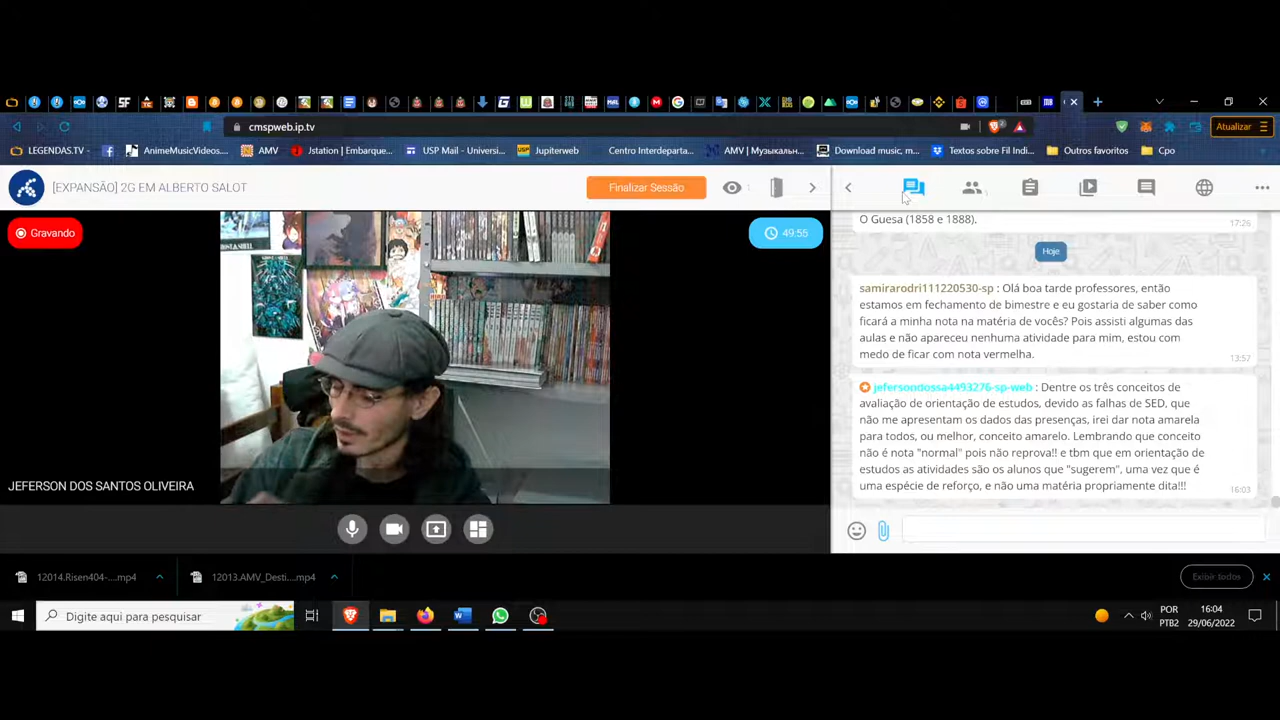 LEGENDAS.TV
AnimeMusicVideos...
AMV
Jstation | Embarque...
USP Mail - Universi...
Jupiterweb
Centro Interdeparta...
AMV | Музыкальн...
Download music, m...
Textos sobre Fil Indi...
Outros favoritos
Cpo
cmspweb.ip.tv
Atualizar
[EXPANSÃO] 2G EM ALBERTO SALOT
Finalizar Sessão
Gravando
49:55
JEFERSON DOS SANTOS OLIVEIRA
O Guesa (1858 e 1888).
17:26
Hoje
samirarodri111220530-sp : Olá boa tarde professores, então
estamos em fechamento de bimestre e eu gostaria de saber como
ficará a minha nota na matéria de vocês? Pois assisti algumas das
aulas e não apareceu nenhuma atividade para mim, estou com
medo de ficar com nota vermelha.
13:57
jefersondossa4493276-sp-web : Dentre os três conceitos de
avaliação de orientação de estudos, devido as falhas de SED, que
não me apresentam os dados das presenças, irei dar nota amarela
para todos, ou melhor, conceito amarelo. Lembrando que conceito
não é nota "normal" pois não reprova!! e tbm que em orientação de
estudos as atividades são os alunos que "sugerem", uma vez que é
uma espécie de reforço, e não uma matéria propriamente dita!!!
16:03
12014.Risen404-....mp4
12013.AMV_Desti....mp4
Exibir todos
Digite aqui para pesquisar
POR
PTB2
16:04
29/06/2022